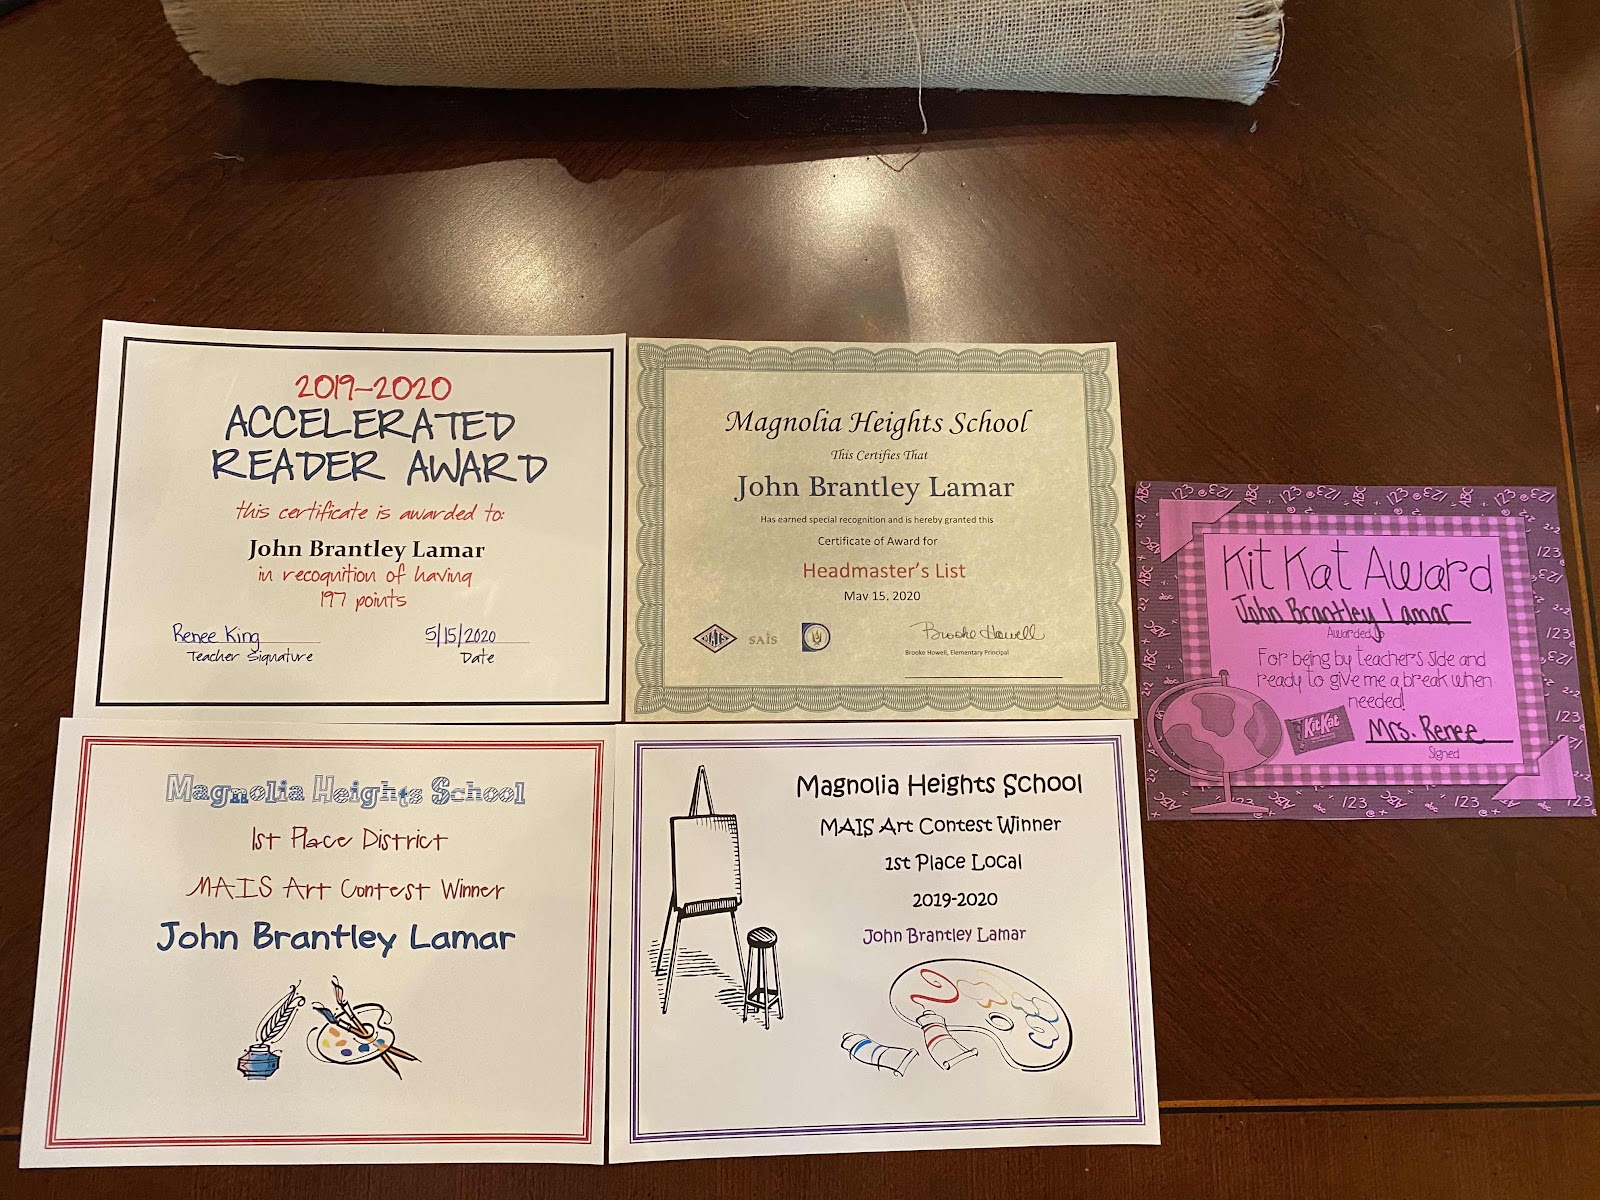 2019-2020
ACCELERATED
READER AWARD
this certificate is awarded to:
John Brantley Lamar
in recognition of having
197 points
Renee King
Teacher Signature
5/15/2020
Date
Magnolia Heights School
This Certifies That
John Brantley Lamar
Has earned special recognition and is hereby granted this
Certificate of Award for
Headmaster's List
May 15, 2020
MAIS
SAIS
Brooke Howell
Brooke Howell, Elementary Principal
Kit Kat Award
John Brantley Lamar
Awarded to
For being by teachers side and
ready to give me a break when
needed!
KitKat
Mrs. Renee
Signed
Magnolia Heights School
1st Place District
MAIS Art Contest Winner
John Brantley Lamar
Magnolia Heights School
MAIS Art Contest Winner
1st Place Local
2019-2020
John Brantley Lamar